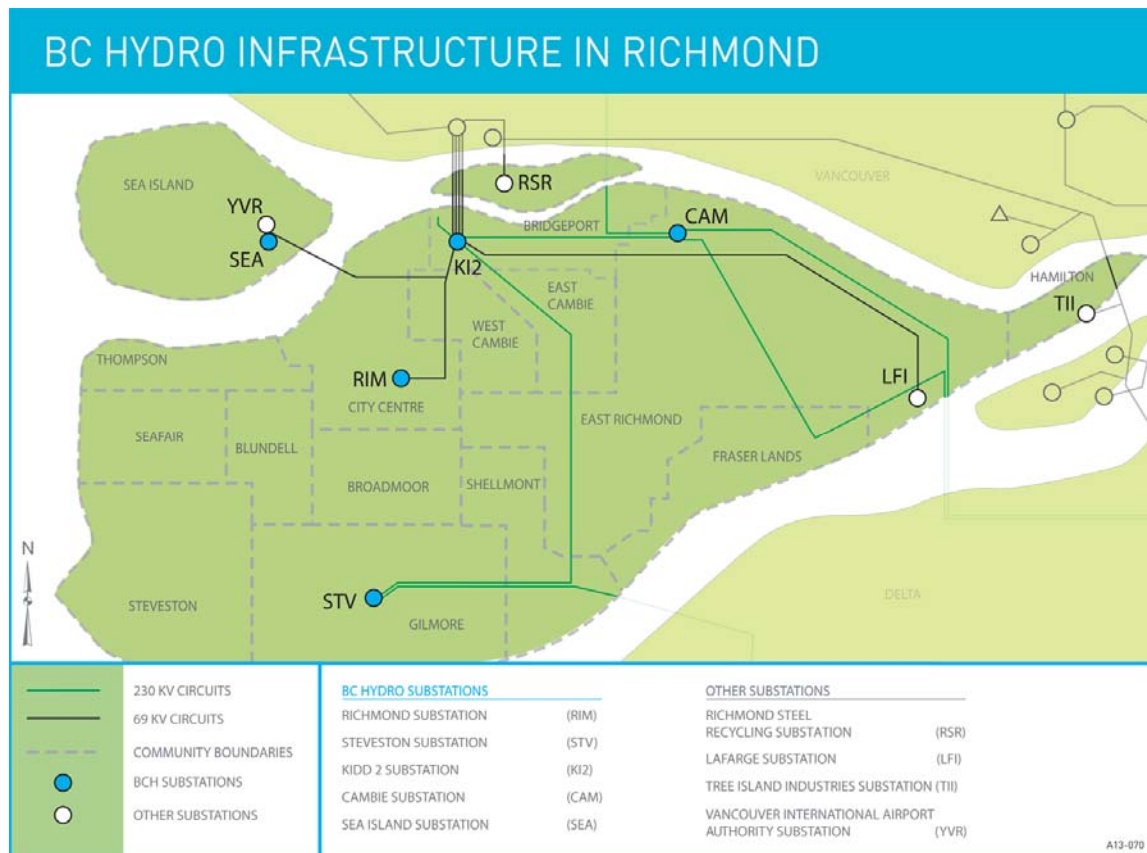 BC HYDRO INFRASTRUCTURE IN RICHMOND
SEA ISLAND
VANCOUVER
RSR
YVR
CAM
BRIDGEPORT
SEA
KI2
HAMILTON
EAST
CAMBIE
TII
WEST
CAMBIE
THOMPSON
RIM
LFI
CITY CENTRE
EAST RICHMOND
SEAFAIR
BLUNDELL
FRASER LANDS
BROADMOOR
SHELLMONT
N
DELTA
STV
STEVESTON
GILMORE
230 KV CIRCUITS
69 KV CIRCUITS
COMMUNITY BOUNDARIES
BCH SUBSTATIONS
OTHER SUBSTATIONS
BC HYDRO SUBSTATIONS
RICHMOND SUBSTATION (RIM)
STEVESTON SUBSTATION (STV)
KIDD 2 SUBSTATION (KI2)
CAMBIE SUBSTATION (CAM)
SEA ISLAND SUBSTATION (SEA)
OTHER SUBSTATIONS
RICHMOND STEEL
RECYCLING SUBSTATION (RSR)
LAFARGE SUBSTATION (LFI)
TREE ISLAND INDUSTRIES SUBSTATION (TII)
VANCOUVER INTERNATIONAL AIRPORT
AUTHORITY SUBSTATION (YVR)
A13-070